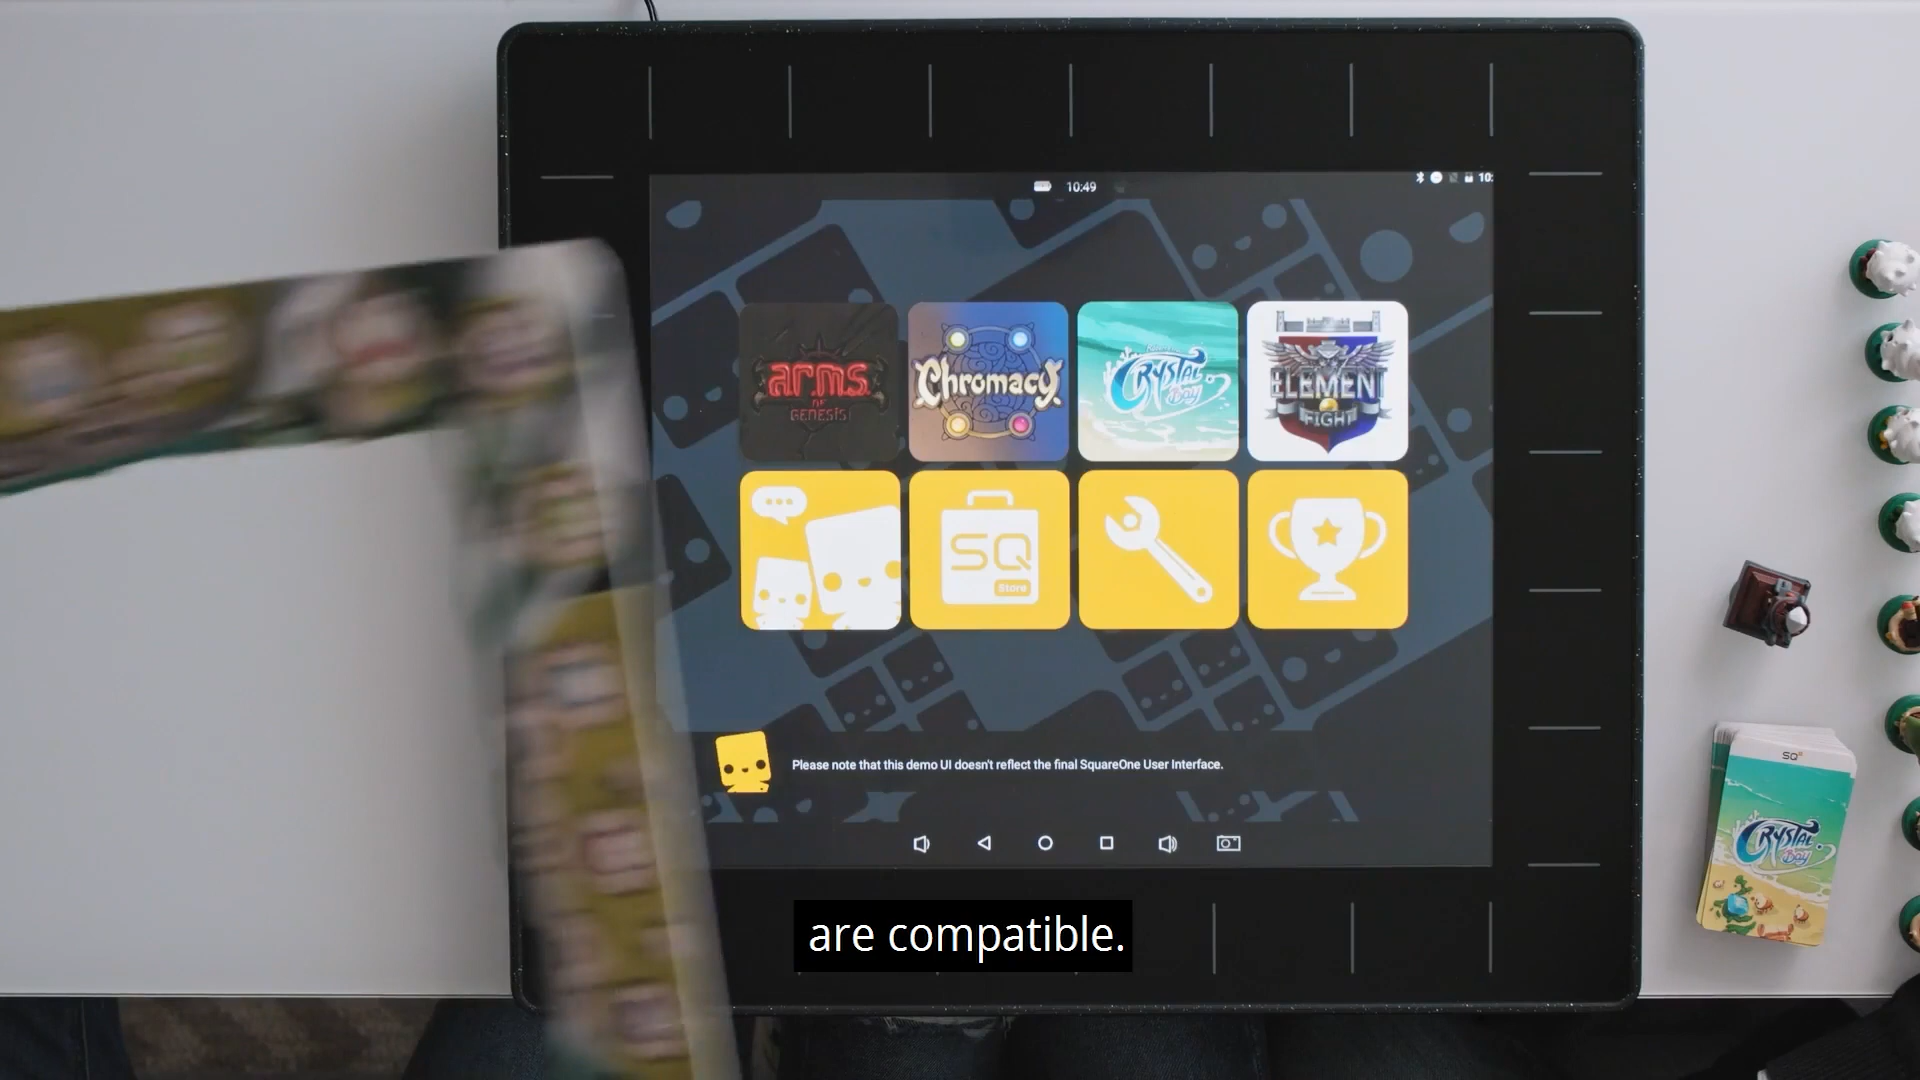 10:49
10:
arms
OF
GENESIS
Chromacy
CRYSTAL
Bay
ELEMENT
FIGHT
SQ
Store
Please note that this demo UI doesn't reflect the final SquareOne User Interface.
SQ
CRYSTAL
Bay
are compatible.